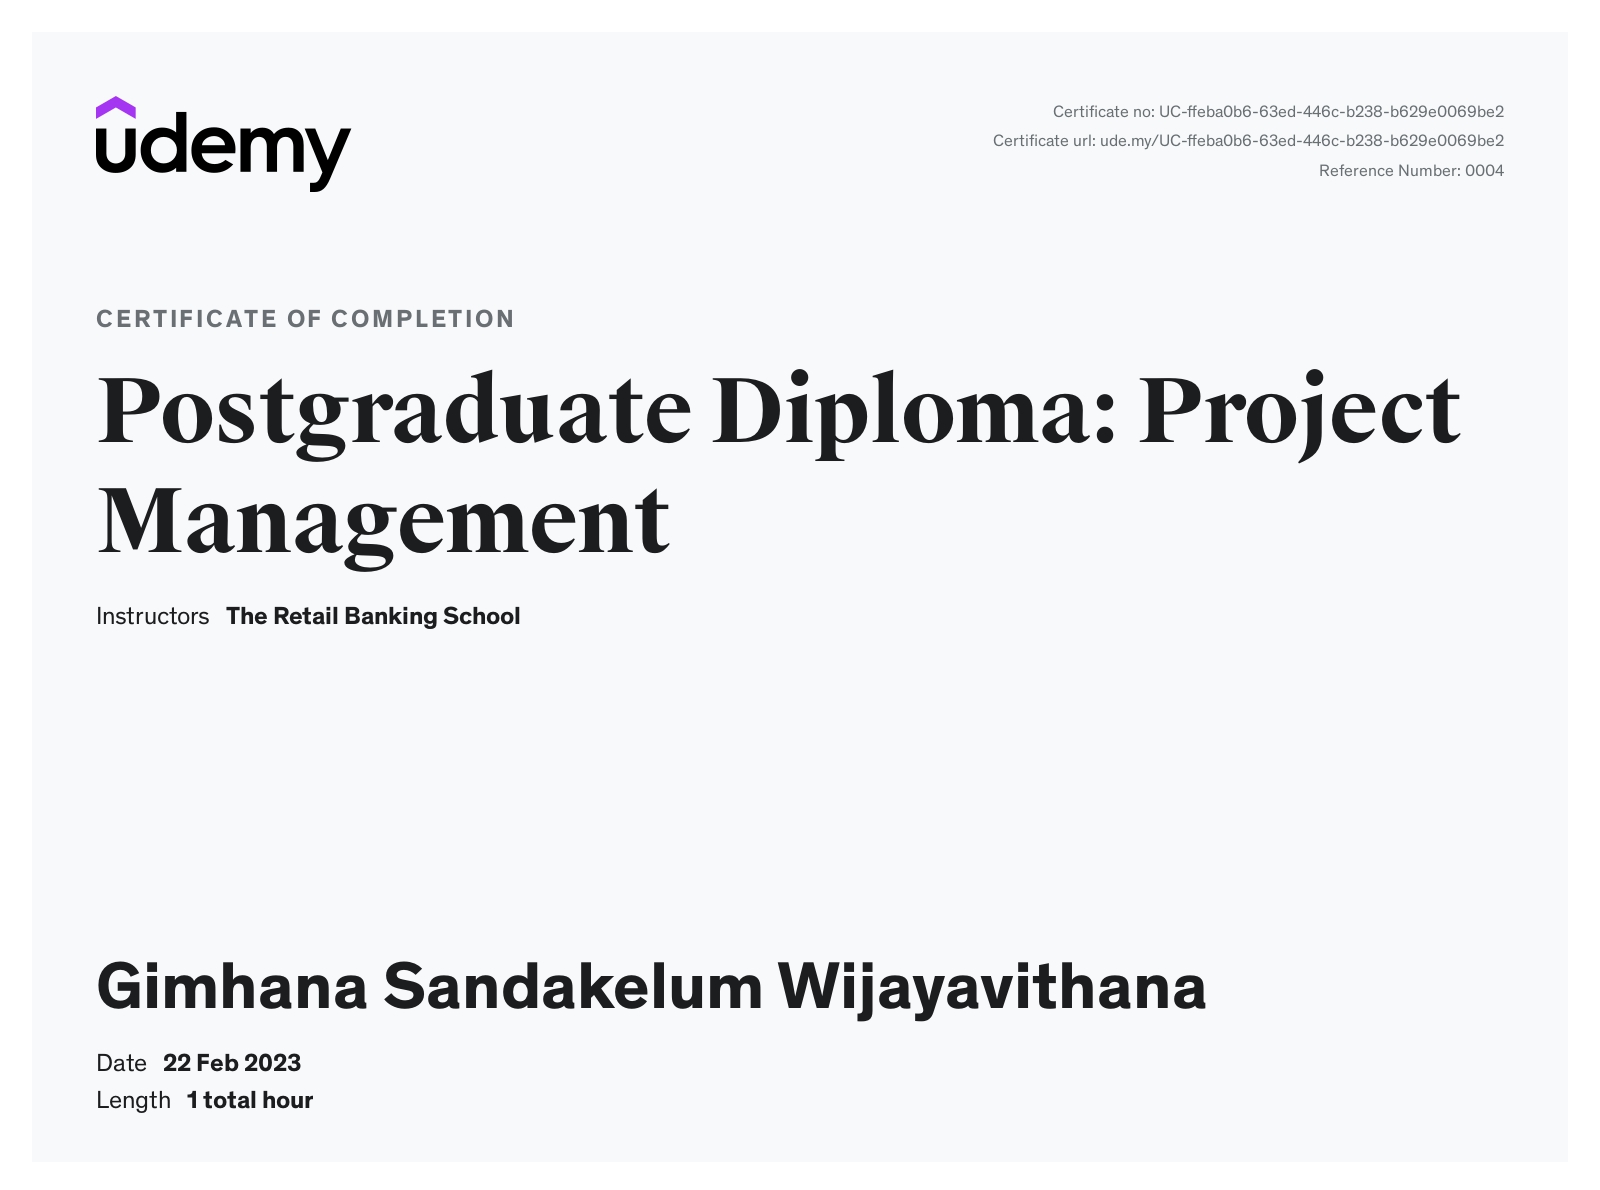 udemy
Certificate no: UC-ffeba0b6-63ed-446c-b238-b629e0069be2
Certificate url: ude.my/UC-ffeba0b6-63ed-446c-b238-b629e0069be2
Reference Number: 0004
CERTIFICATE OF COMPLETION
Postgraduate Diploma: Project
Management
Instructors The Retail Banking School
Gimhana Sandakelum Wijayavithana
Date 22 Feb 2023
Length 1 total hour